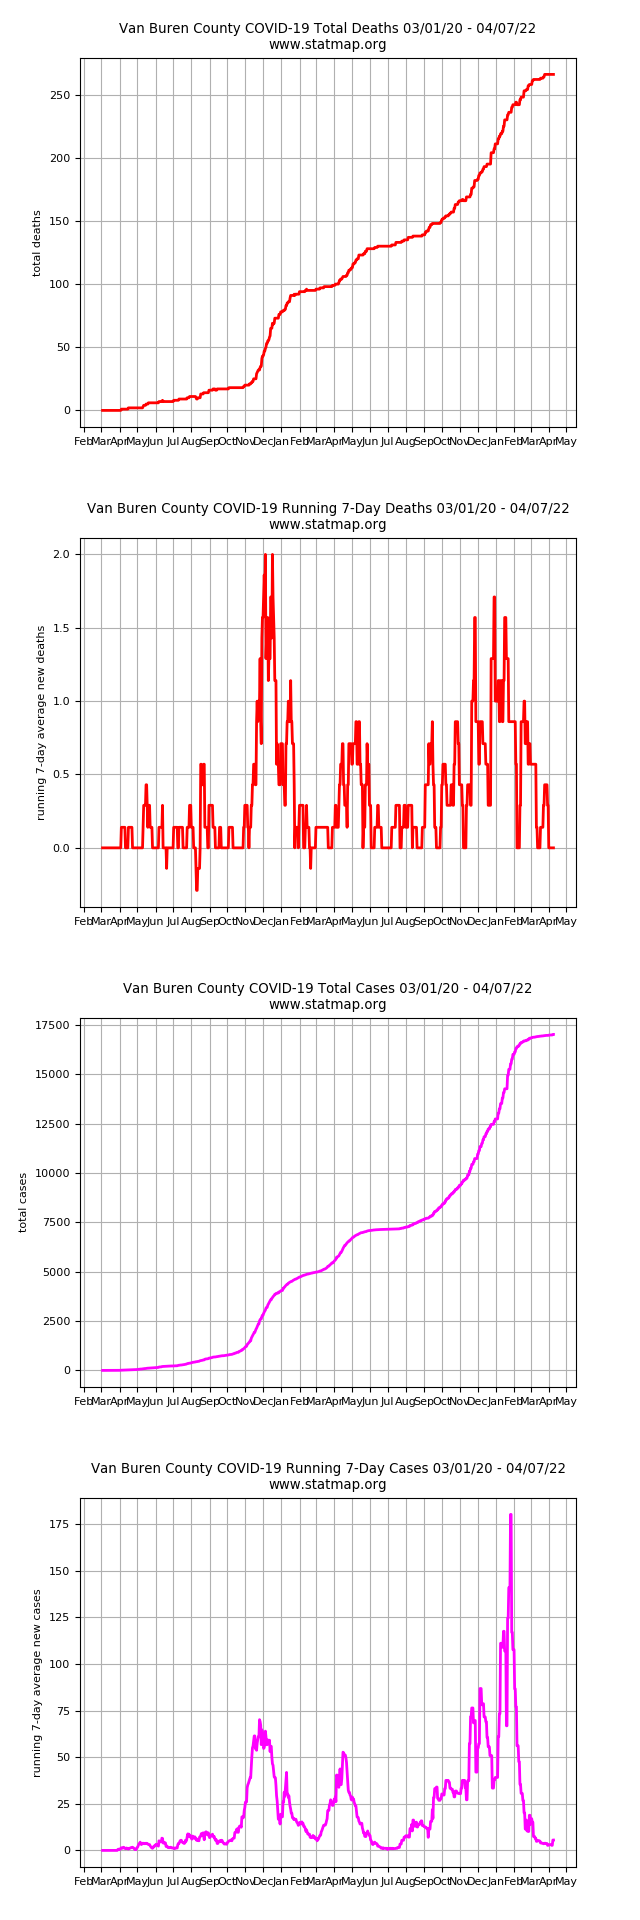 Van Buren County COVID-19 Total Deaths 03/01/20 - 04/07/22
www.statmap.org
250
200
150
100
50
0
total deaths
Feb Mar Apr May Jun Jul Aug Sep Oct Nov Dec Jan Feb Mar Apr May Jun Jul Aug Sep Oct Nov Dec Jan Feb Mar Apr May
Van Buren County COVID-19 Running 7-Day Deaths 03/01/20 - 04/07/22
www.statmap.org
2.0
1.5
1.0
0.5
0.0
running 7-day average new deaths
Feb Mar Apr May Jun Jul Aug Sep Oct Nov Dec Jan Feb Mar Apr May Jun Jul Aug Sep Oct Nov Dec Jan Feb Mar Apr May
Van Buren County COVID-19 Total Cases 03/01/20 - 04/07/22
www.statmap.org
17500
15000
12500
10000
7500
5000
2500
0
total cases
Feb Mar Apr May Jun Jul Aug Sep Oct Nov Dec Jan Feb Mar Apr May Jun Jul Aug Sep Oct Nov Dec Jan Feb Mar Apr May
Van Buren County COVID-19 Running 7-Day Cases 03/01/20 - 04/07/22
www.statmap.org
175
150
125
100
75
50
25
0
running 7-day average new cases
Feb Mar Apr May Jun Jul Aug Sep Oct Nov Dec Jan Feb Mar Apr May Jun Jul Aug Sep Oct Nov Dec Jan Feb Mar Apr May